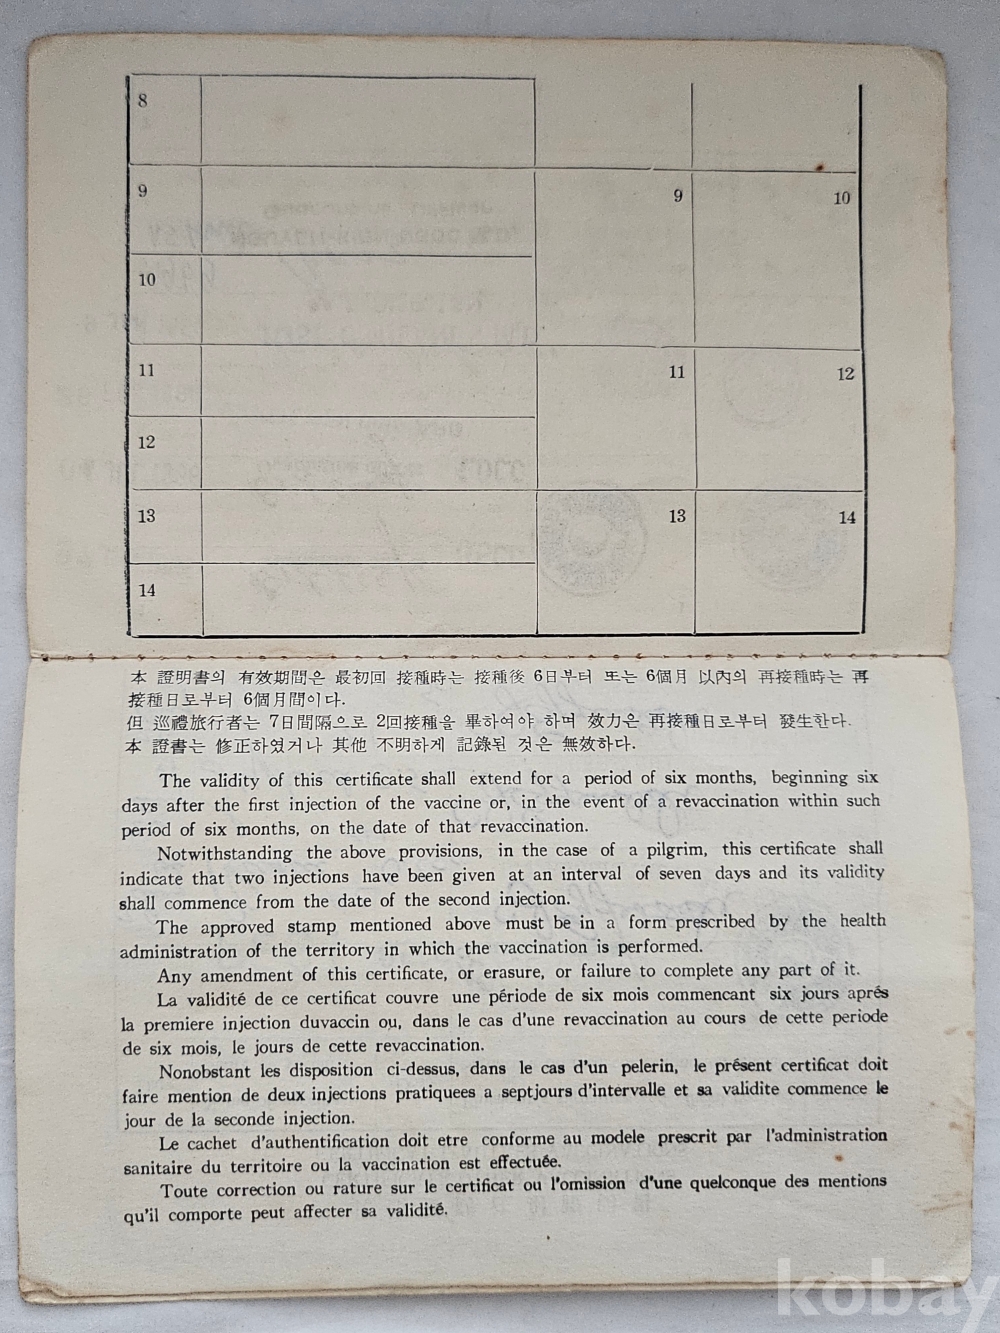 8
9
9
10
10
11
11
12
12
13
13
14
14
本 證明書의 有效期間은 最初回 接種時는 接種後 6日부터 또는 6個月 以內의 再接種時는 再
接種日로부터 6個月間이다.
但 巡禮旅行者는 7日間隔으로 2回接種을 畢하여야 하며 效力은 再接種日로부터 發生한다.
本 證書는 修正하였거나 其他 不明하게 記錄된 것은 無效하다.
The validity of this certificate shall extend for a period of six months, beginning six
days after the first injection of the vaccine or, in the event of a revaccination within such
period of six months, on the date of that revaccination.
Notwithstanding the above provisions, in the case of a pilgrim, this certificate shall
indicate that two injections have been given at an interval of seven days and its validity
shall commence from the date of the second injection.
The approved stamp mentioned above must be in a form prescribed by the health
administration of the territory in which the vaccination is performed.
Any amendment of this certificate, or erasure, or failure to complete any part of it.
La validité de ce certificat couvre une période de six mois commencant six jours aprés
la premiere injection duvaccin ou, dans le cas d'une revaccination au cours de cette periode
de six mois, le jours de cette revaccination.
Nonobstant les disposition ci-dessus, dans le cas d'un pelerin, le présent certificat doit
faire mention de deux injections pratiquees a septjours d'intervalle et sa validite commence le
jour de la seconde injection.
Le cachet d'authentification doit etre conforme au modele prescrit par l'administration
sanitaire du territoire ou la vaccination est effectuée.
Toute correction ou rature sur le certificat ou l'omission d'une quelconque des mentions
qu'il comporte peut affecter sa validité.
kobay